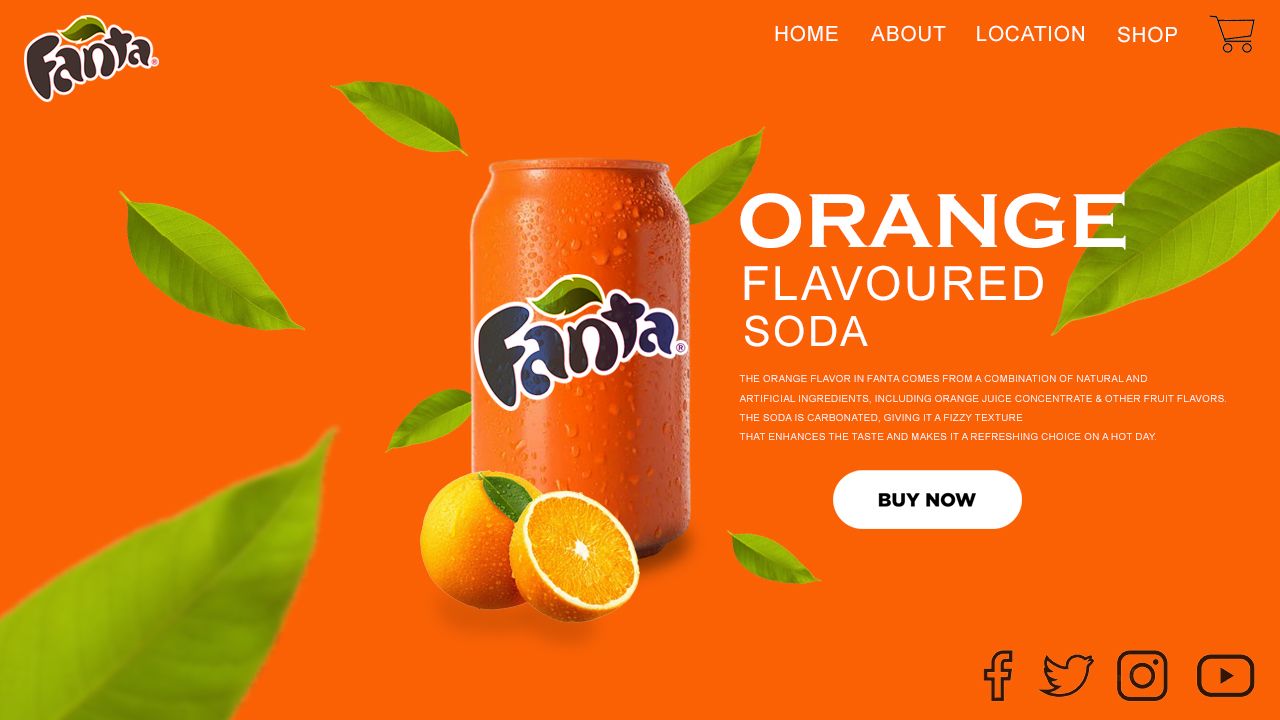 Fanta®
HOME ABOUT LOCATION SHOP
ORANGE
FLAVOURED
SODA
Fanta®
THE ORANGE FLAVOR IN FANTA COMES FROM A COMBINATION OF NATURAL AND
ARTIFICIAL INGREDIENTS, INCLUDING ORANGE JUICE CONCENTRATE & OTHER FRUIT FLAVORS.
THE SODA IS CARBONATED, GIVING IT A FIZZY TEXTURE
THAT ENHANCES THE TASTE AND MAKES IT A REFRESHING CHOICE ON A HOT DAY.
BUY NOW